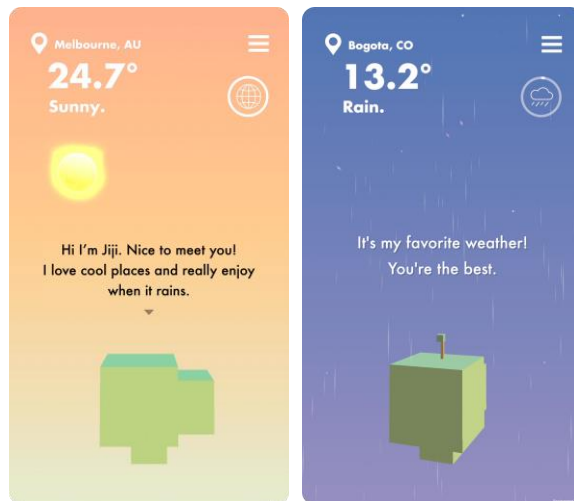 Melbourne, AU
24.7°
Sunny.
Hi I'm Jiji. Nice to meet you!
I love cool places and really enjoy
when it rains.
Bogota, CO
13.2°
Rain.
It's my favorite weather!
You're the best.